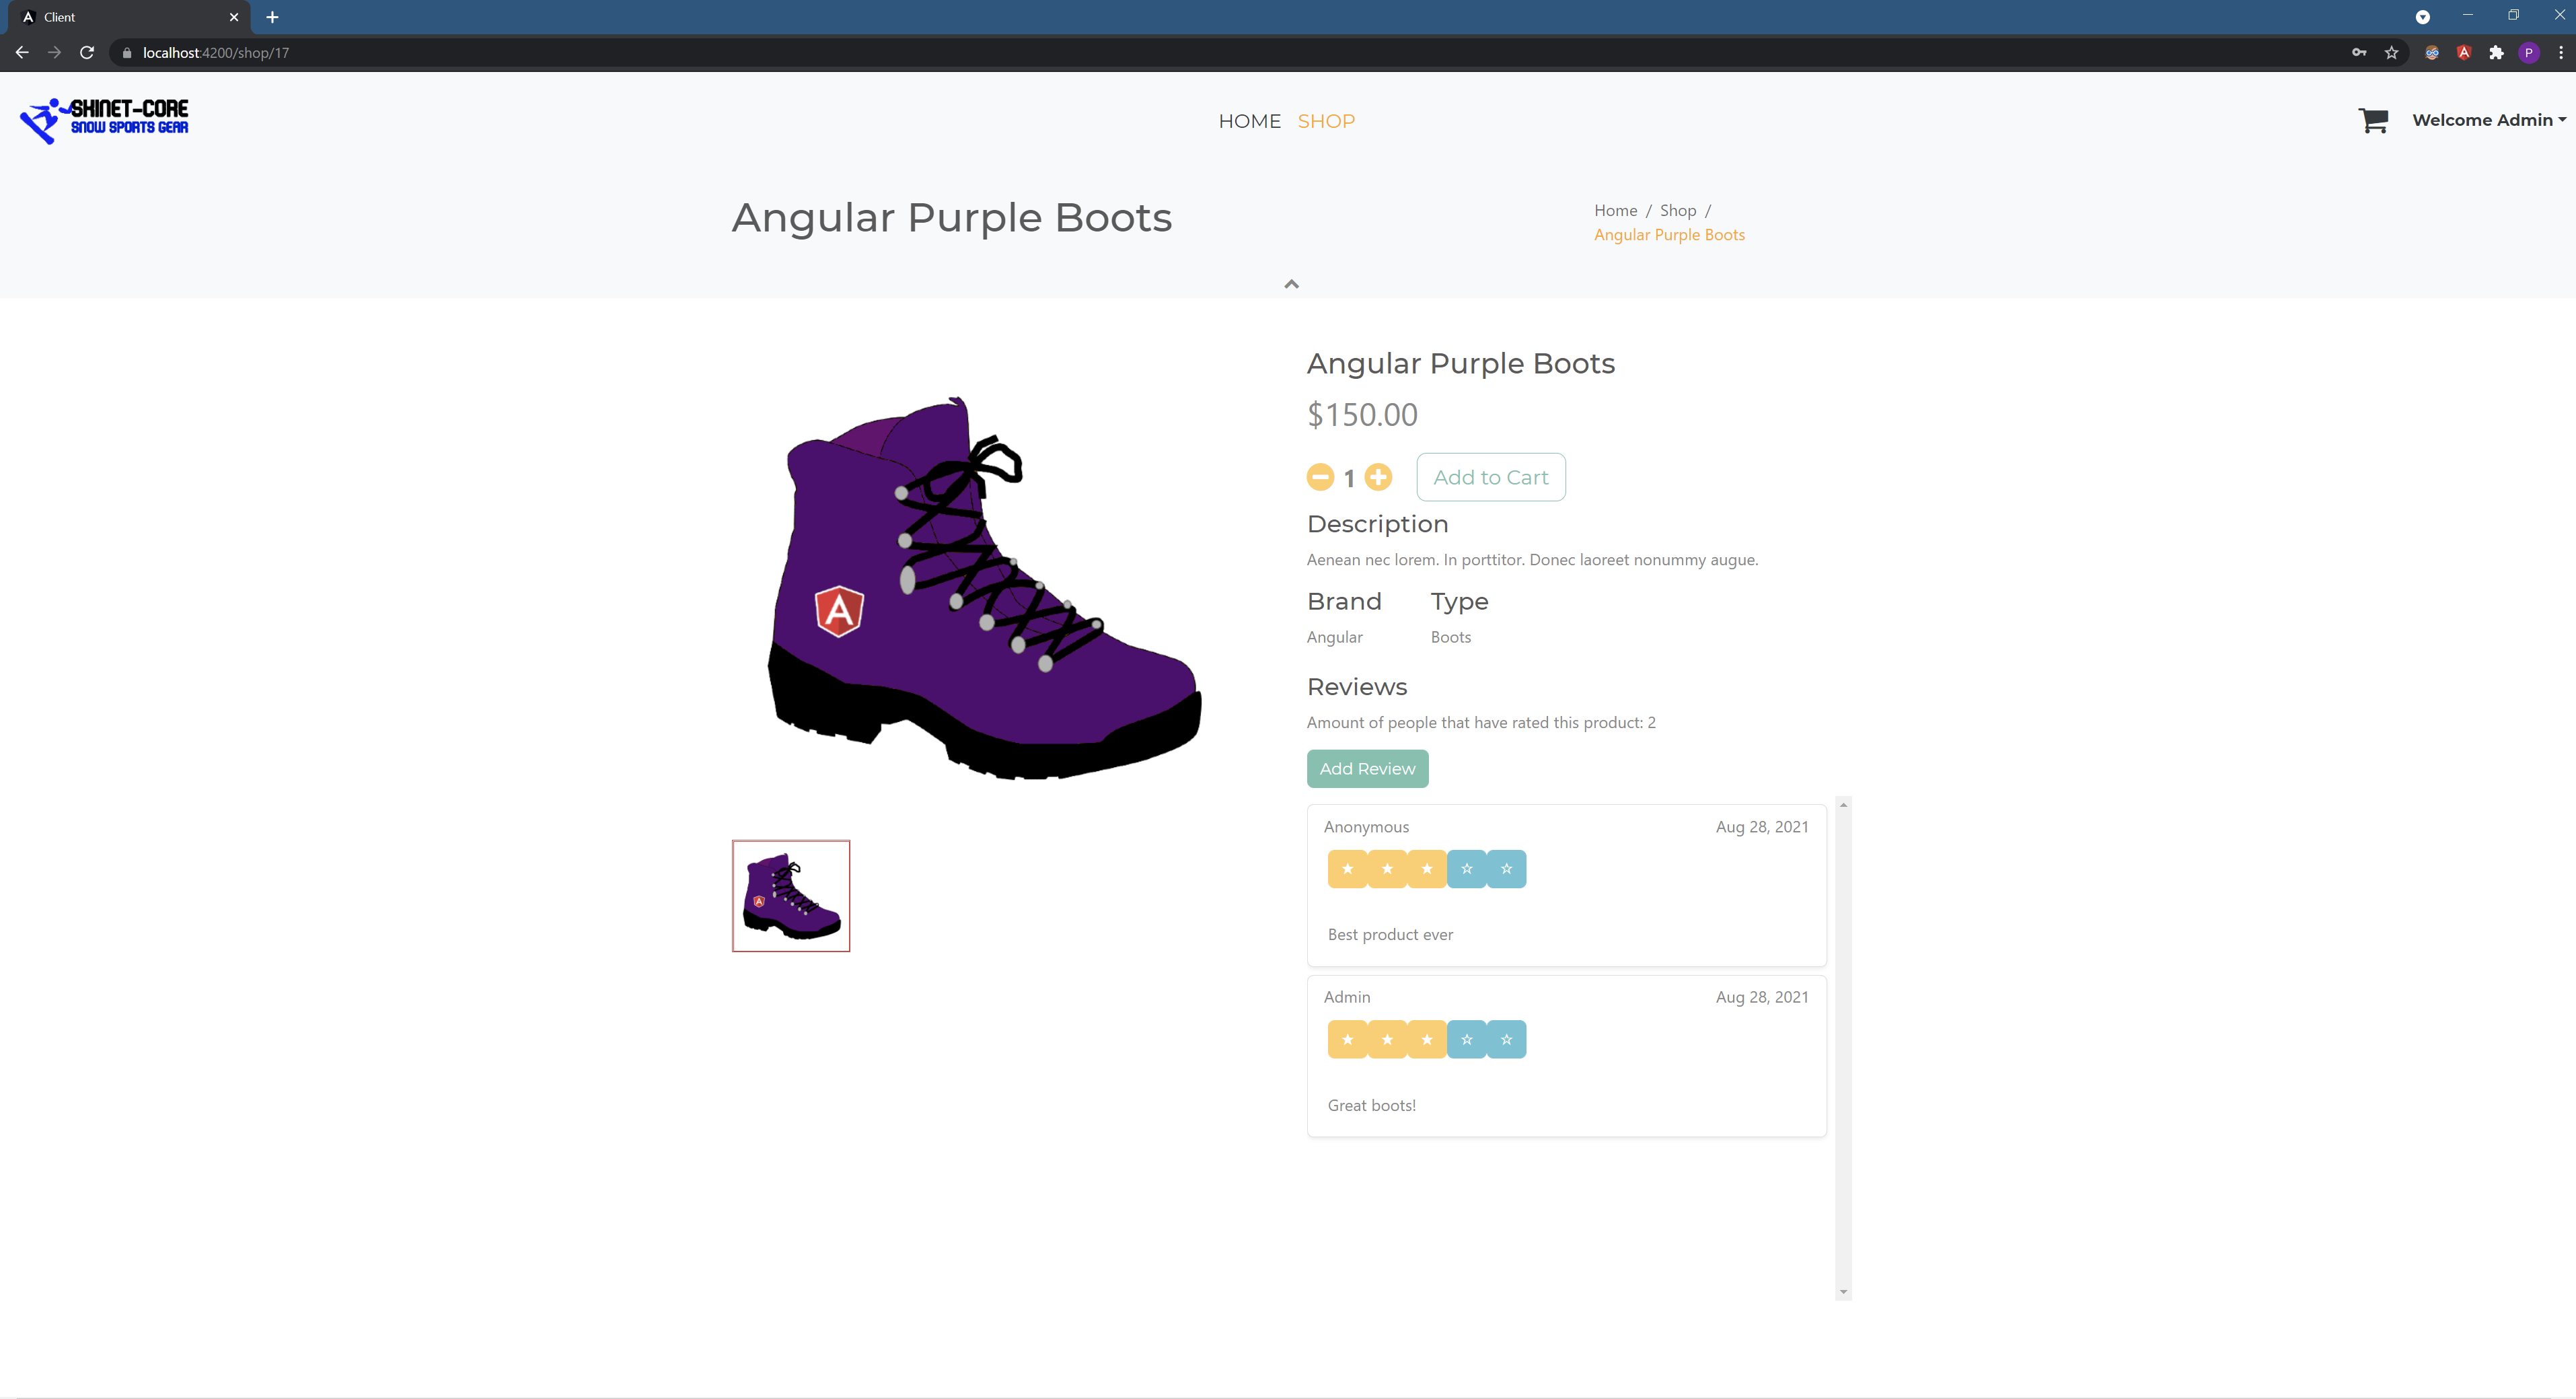 Client
localhost:4200/shop/17
P
SKINET-CORE
SNOW SPORTS GEAR
HOME SHOP
Welcome Admin
Angular Purple Boots
Home / Shop /
Angular Purple Boots
Angular Purple Boots
$150.00
1 Add to Cart
Description
Aenean nec lorem. In porttitor. Donec laoreet nonummy augue.
Brand Type
Angular Boots
Reviews
Amount of people that have rated this product: 2
Add Review
Anonymous Aug 28, 2021
Best product ever
Admin Aug 28, 2021
Great boots!
A
A